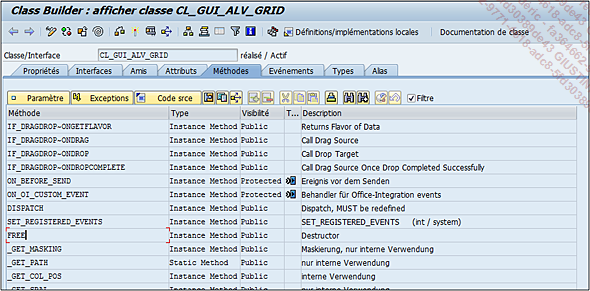 Class Builder : afficher classe CL_GUI_ALV_GRID
Définitions/implémentations locales Documentation de classe
Classe/Interface CL_GUI_ALV_GRID réalisé / Actif
Propriétés Interfaces Amis Attributs Méthodes Evénements Types Alias
Paramètre Exceptions Code srce Filtre
Méthode Type Visibilité T... Description
IF_DRAGDROP~ONGETFLAVOR Instance Method Public Returns Flavor of Data
IF_DRAGDROP~ONDRAG Instance Method Public Call Drag Source
IF_DRAGDROP~ONDROP Instance Method Public Call Drop Target
IF_DRAGDROP~ONDROPCOMPLETE Instance Method Public Call Drag Source Once Drop Completed Successfully
ON_BEFORE_SEND Instance Method Protected Ereignis vor dem Senden
ON_OI_CUSTOM_EVENT Instance Method Protected Behandler für Office-Integration events
DISPATCH Instance Method Public Dispatch, MUST be redefined
SET_REGISTERED_EVENTS Instance Method Public SET_REGISTERED_EVENTS (int / system)
FREE Instance Method Public Destructor
_GET_MASKING Instance Method Public Maskierung, nur interne Verwendung
_GET_PATH Static Method Public nur interne Verwendung
_GET_COL_POS Instance Method Public interne Verwendung